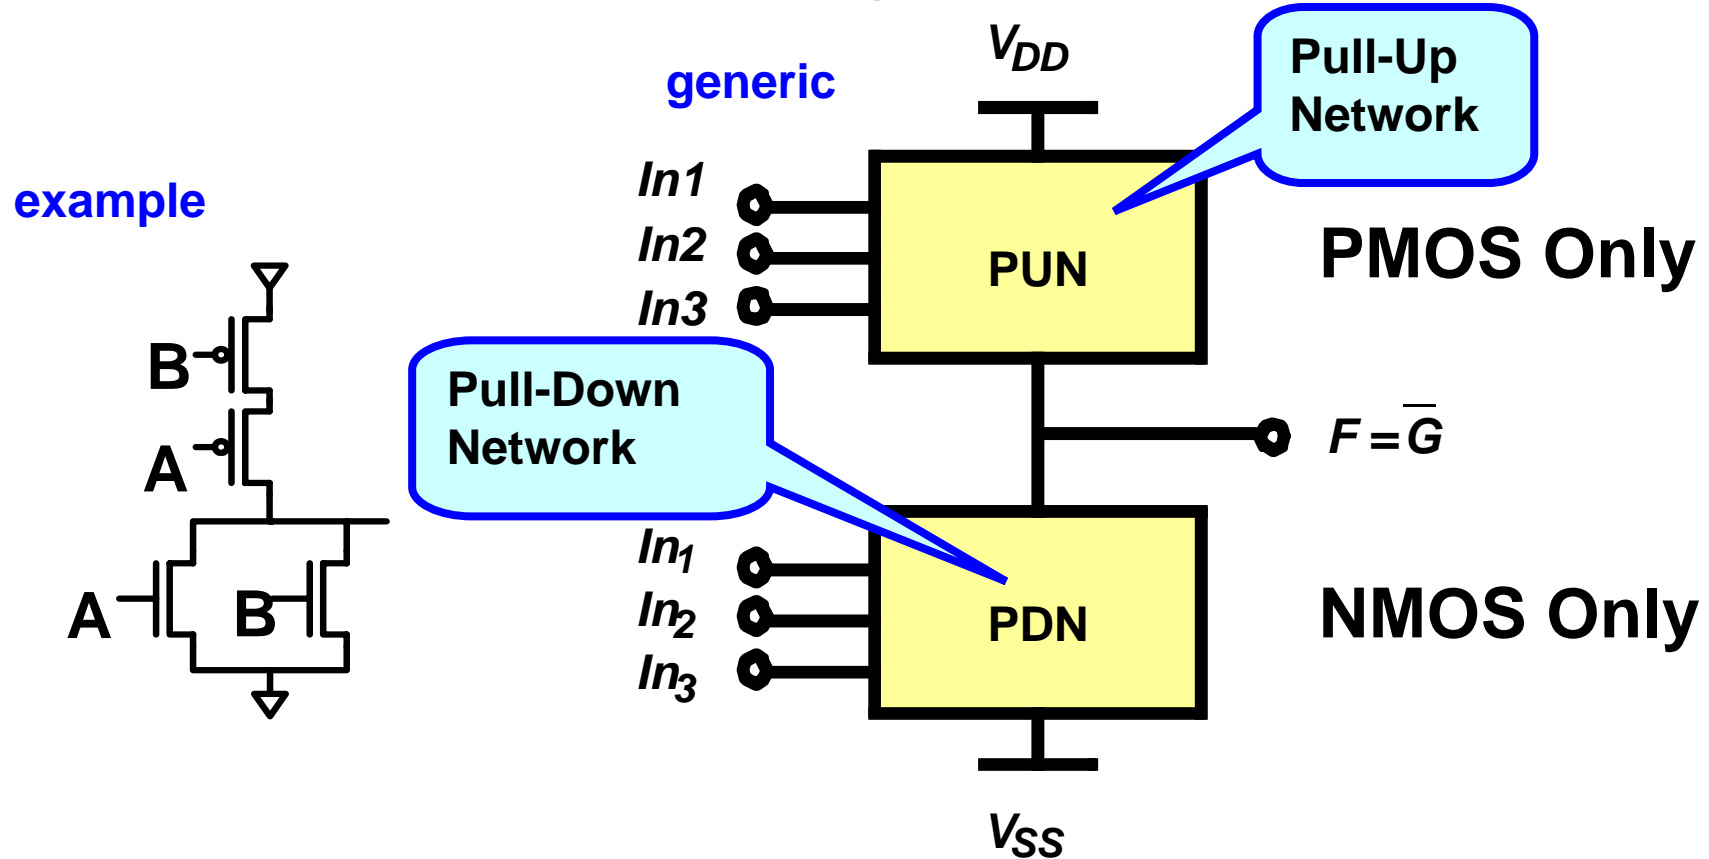 example
B
A
A
B
generic
VDD
Pull-Up
Network
In1
In2
In3
PUN
PMOS Only
Pull-Down
Network
F = G̅
In1
In2
In3
PDN
NMOS Only
VSS